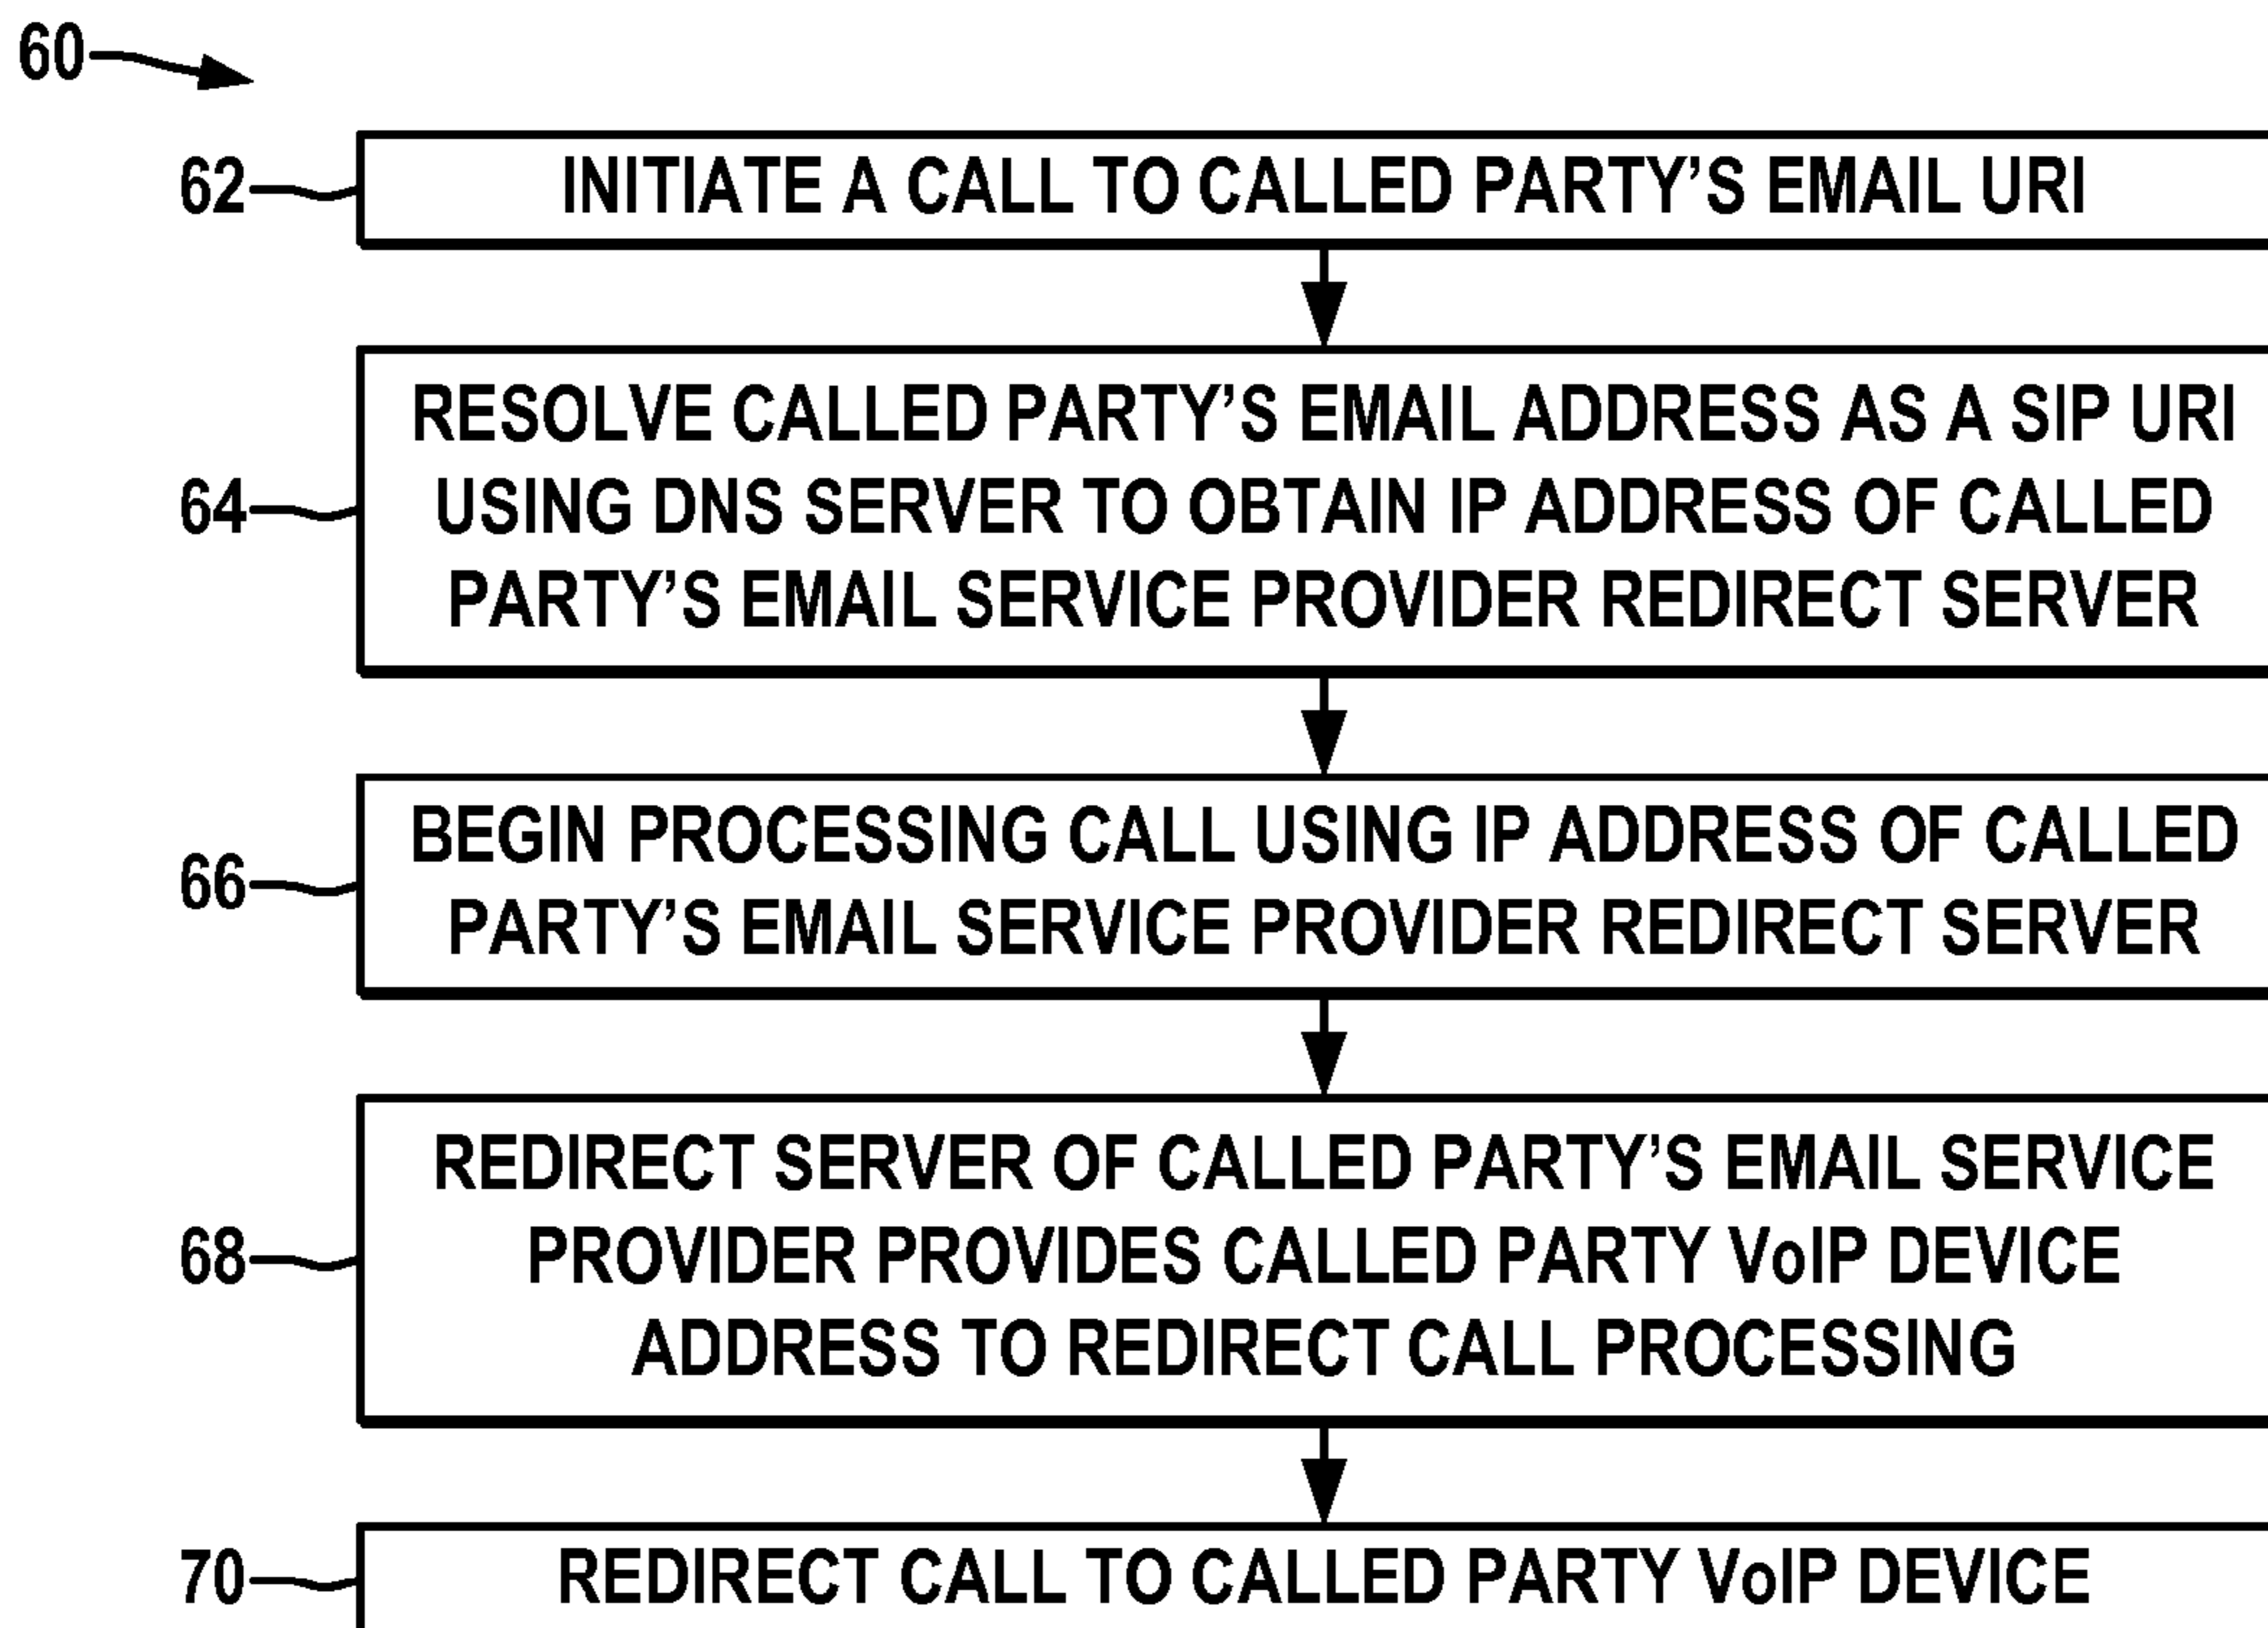 60
62
INITIATE A CALL TO CALLED PARTY’S EMAIL URI
64
RESOLVE CALLED PARTY’S EMAIL ADDRESS AS A SIP URI
USING DNS SERVER TO OBTAIN IP ADDRESS OF CALLED
PARTY’S EMAIL SERVICE PROVIDER REDIRECT SERVER
66
BEGIN PROCESSING CALL USING IP ADDRESS OF CALLED
PARTY’S EMAIL SERVICE PROVIDER REDIRECT SERVER
68
REDIRECT SERVER OF CALLED PARTY’S EMAIL SERVICE
PROVIDER PROVIDES CALLED PARTY VoIP DEVICE
ADDRESS TO REDIRECT CALL PROCESSING
70
REDIRECT CALL TO CALLED PARTY VoIP DEVICE